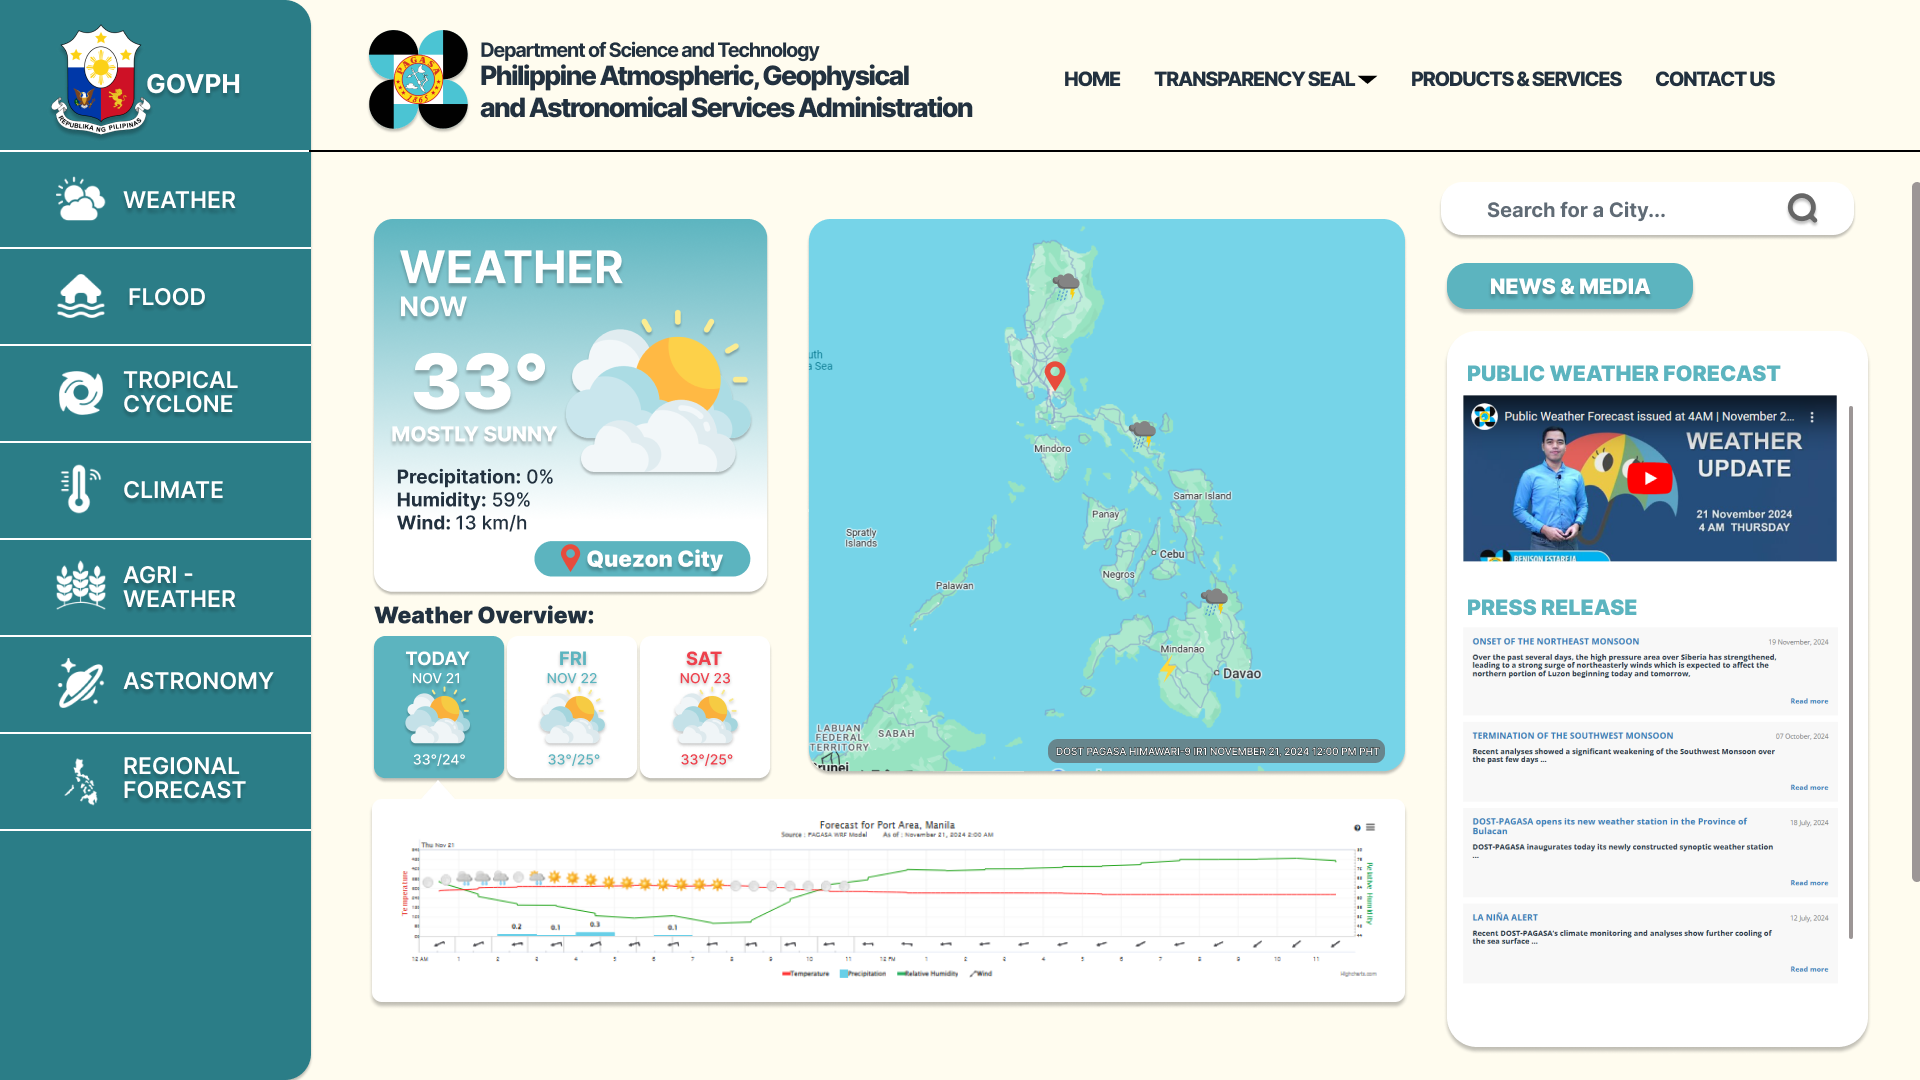 GOVPH
REPUBLIKA NG PILIPINAS
WEATHER
FLOOD
TROPICAL
CYCLONE
CLIMATE
AGRI -
WEATHER
ASTRONOMY
REGIONAL
FORECAST
PAGASA
1865
Department of Science and Technology
Philippine Atmospheric, Geophysical
and Astronomical Services Administration
HOME
TRANSPARENCY SEAL
PRODUCTS & SERVICES
CONTACT US
WEATHER
NOW
33°
MOSTLY SUNNY
Precipitation: 0%
Humidity: 59%
Wind: 13 km/h
Quezon City
Weather Overview:
TODAY
NOV 21
33°/24°
FRI
NOV 22
33°/25°
SAT
NOV 23
33°/25°
uth
a Sea
Mindoro
Samar Island
Panay
Spratly
Islands
Cebu
Negros
Palawan
Mindanao
Davao
LABUAN
FEDERAL
TERRITORY
SABAH
Brunei
DOST PAGASA HIMAWARI-9 IR1 NOVEMBER 21, 2024 12:00 PM PHT
Forecast for Port Area, Manila
Source : PAGASA WRF Model As of : November 21, 2024 2:00 AM
Thu Nov 21
Temperature
Relative Humidity
0.2
0.1
0.3
0.1
12 AM 1 2 3 4 5 6 7 8 9 10 11 12 PM 1 2 3 4 5 6 7 8 9 10 11
Temperature Precipitation Relative Humidity Wind
Highcharts.com
Search for a City...
NEWS & MEDIA
PUBLIC WEATHER FORECAST
Public Weather Forecast issued at 4AM | November 2...
WEATHER
UPDATE
21 November 2024
4 AM THURSDAY
BENISON ESTAREJA
PRESS RELEASE
ONSET OF THE NORTHEAST MONSOON
19 November, 2024
Over the past several days, the high pressure area over Siberia has strengthened,
leading to a strong surge of northeasterly winds which is expected to affect the
northern portion of Luzon beginning today and tomorrow,
Read more
TERMINATION OF THE SOUTHWEST MONSOON
07 October, 2024
Recent analyses showed a significant weakening of the Southwest Monsoon over
the past few days ...
Read more
DOST-PAGASA opens its new weather station in the Province of
Bulacan
18 July, 2024
DOST-PAGASA inaugurates today its newly constructed synoptic weather station
...
Read more
LA NIÑA ALERT
12 July, 2024
Recent DOST-PAGASA's climate monitoring and analyses show further cooling of
the sea surface ...
Read more